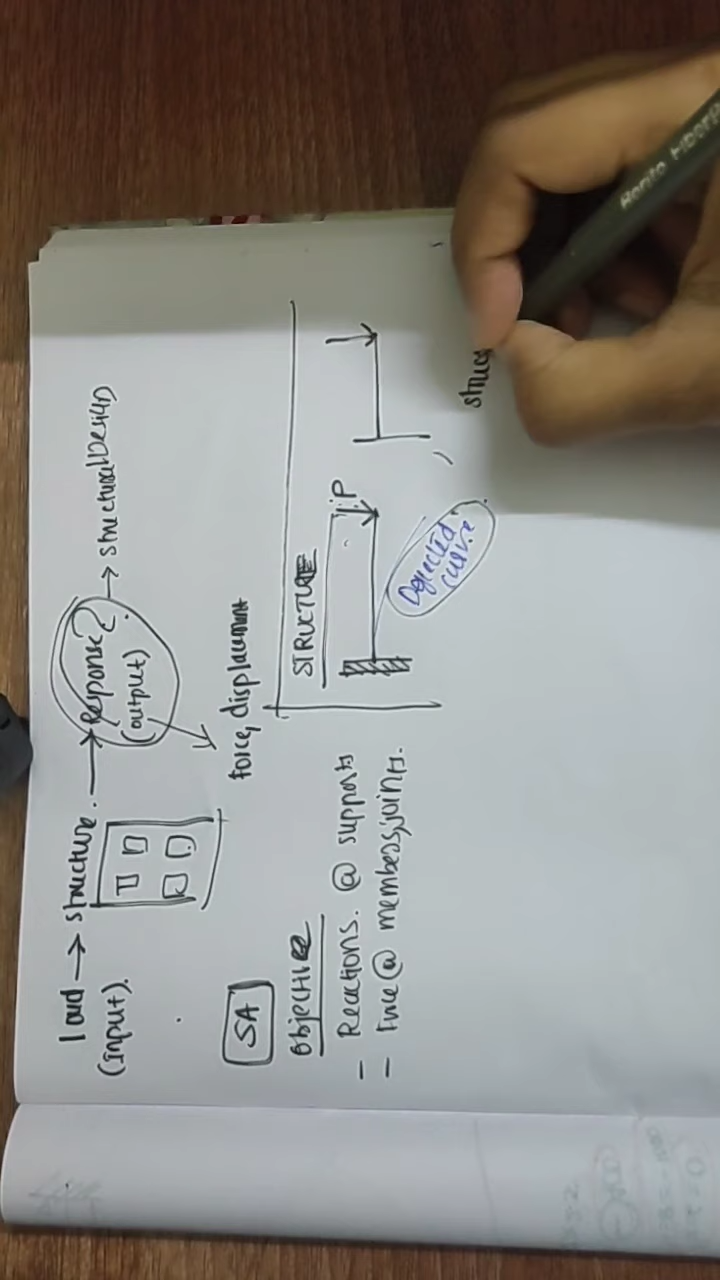 load → structure. → Response? → structural Design
(input).
(output)
force, displacement
SA
objective
- Reactions. @ supports
- Force @ members, joints.
STRUCTURE
P
Deflected
curve
struc